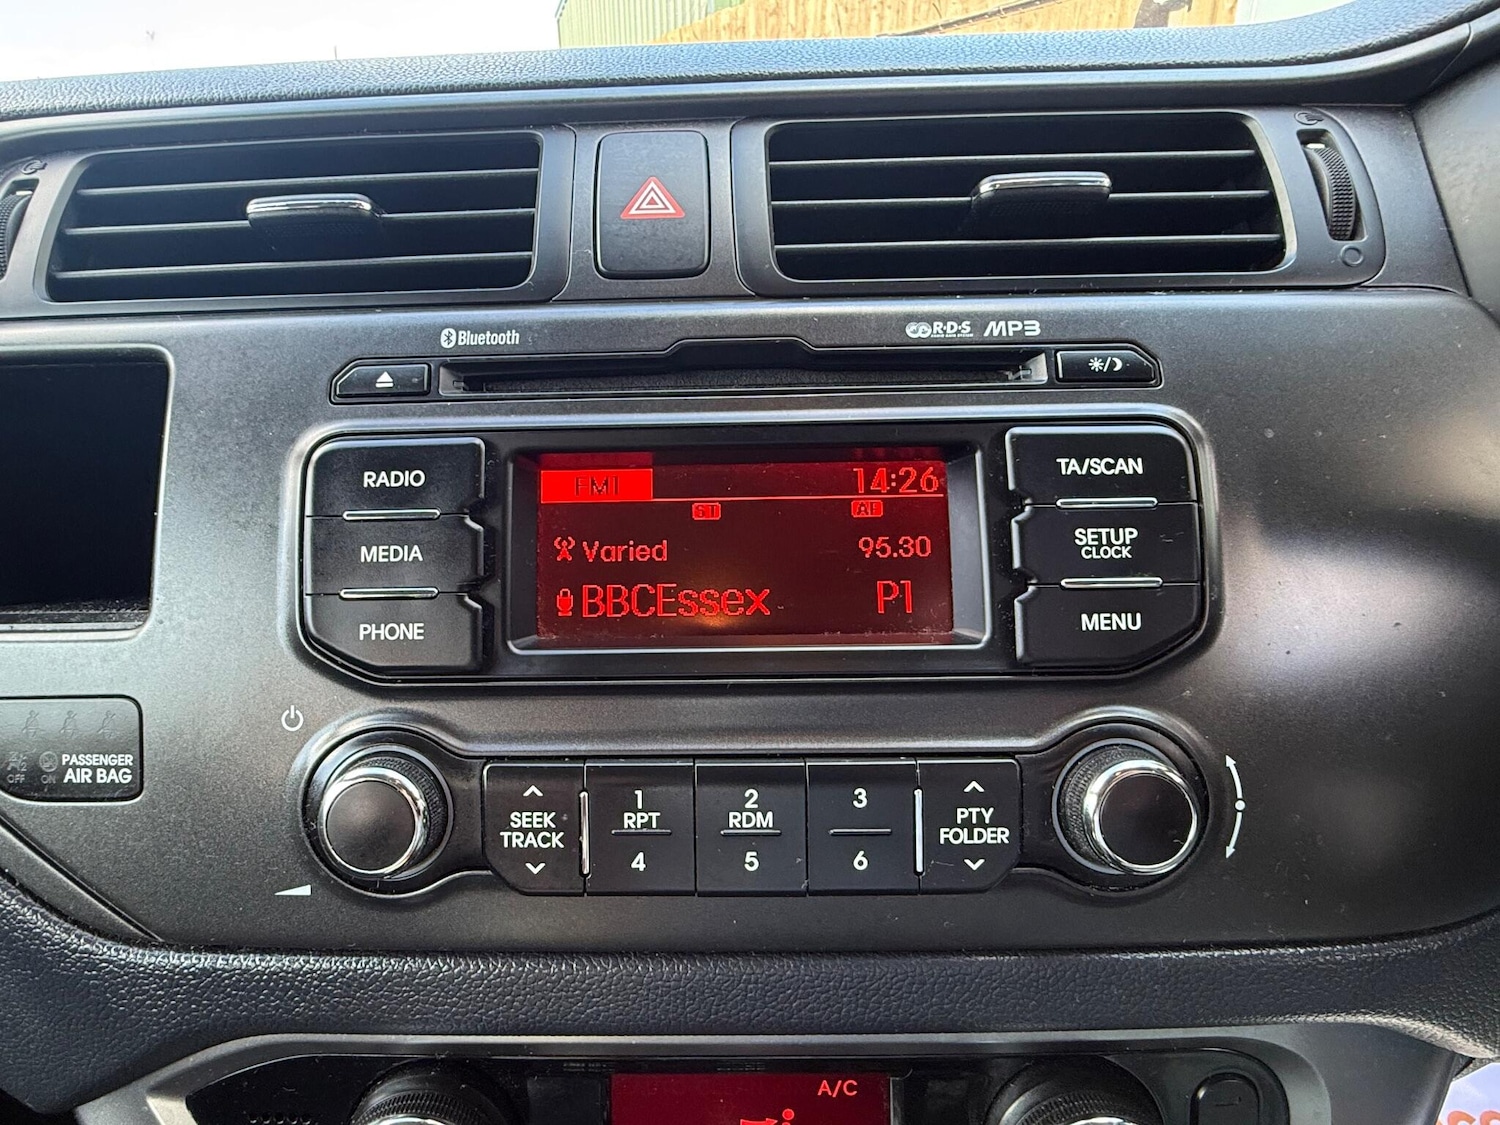 Bluetooth
R·D·S MP3
RADIO
MEDIA
PHONE
FM1 14:26
ST AF
Varied 95.30
BBCEssex P1
TA/SCAN
SETUP
CLOCK
MENU
OFF ON
PASSENGER
AIR BAG
SEEK
TRACK
1 RPT 4
2 RDM 5
3 6
PTY
FOLDER
A/C